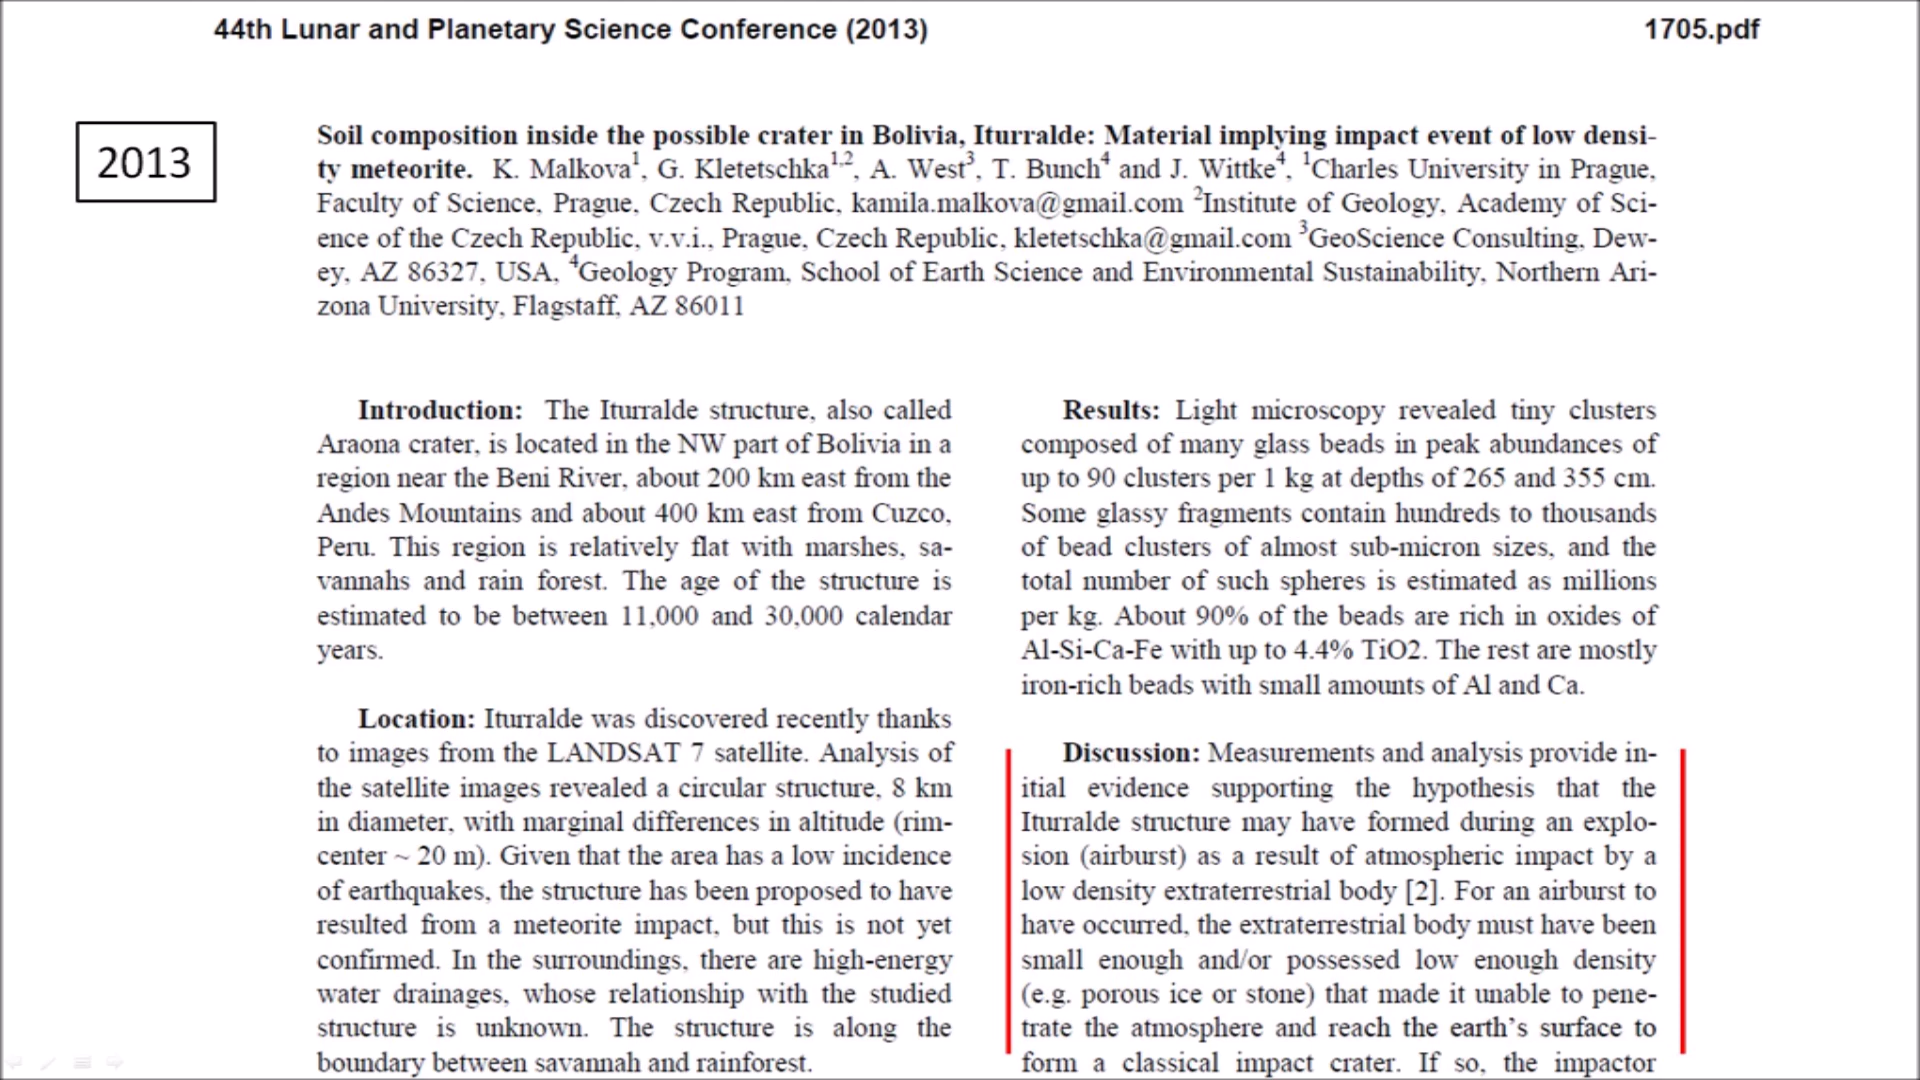 44th Lunar and Planetary Science Conference (2013) 1705.pdf
2013
Soil composition inside the possible crater in Bolivia, Iturralde: Material implying impact event of low densi-
ty meteorite. K. Malkova1, G. Kletetschka1,2, A. West3, T. Bunch4 and J. Wittke4, 1Charles University in Prague,
Faculty of Science, Prague, Czech Republic, kamila.malkova@gmail.com 2Institute of Geology, Academy of Sci-
ence of the Czech Republic, v.v.i., Prague, Czech Republic, kletetschka@gmail.com 3GeoScience Consulting, Dew-
ey, AZ 86327, USA, 4Geology Program, School of Earth Science and Environmental Sustainability, Northern Ari-
zona University, Flagstaff, AZ 86011
Introduction: The Iturralde structure, also called
Araona crater, is located in the NW part of Bolivia in a
region near the Beni River, about 200 km east from the
Andes Mountains and about 400 km east from Cuzco,
Peru. This region is relatively flat with marshes, sa-
vannahs and rain forest. The age of the structure is
estimated to be between 11,000 and 30,000 calendar
years.
Location: Iturralde was discovered recently thanks
to images from the LANDSAT 7 satellite. Analysis of
the satellite images revealed a circular structure, 8 km
in diameter, with marginal differences in altitude (rim-
center ~ 20 m). Given that the area has a low incidence
of earthquakes, the structure has been proposed to have
resulted from a meteorite impact, but this is not yet
confirmed. In the surroundings, there are high-energy
water drainages, whose relationship with the studied
structure is unknown. The structure is along the
boundary between savannah and rainforest.
Results: Light microscopy revealed tiny clusters
composed of many glass beads in peak abundances of
up to 90 clusters per 1 kg at depths of 265 and 355 cm.
Some glassy fragments contain hundreds to thousands
of bead clusters of almost sub-micron sizes, and the
total number of such spheres is estimated as millions
per kg. About 90% of the beads are rich in oxides of
Al-Si-Ca-Fe with up to 4.4% TiO2. The rest are mostly
iron-rich beads with small amounts of Al and Ca.
Discussion: Measurements and analysis provide in-
itial evidence supporting the hypothesis that the
Iturralde structure may have formed during an explo-
sion (airburst) as a result of atmospheric impact by a
low density extraterrestrial body [2]. For an airburst to
have occurred, the extraterrestrial body must have been
small enough and/or possessed low enough density
(e.g. porous ice or stone) that made it unable to pene-
trate the atmosphere and reach the earth's surface to
form a classical impact crater. If so, the impactor